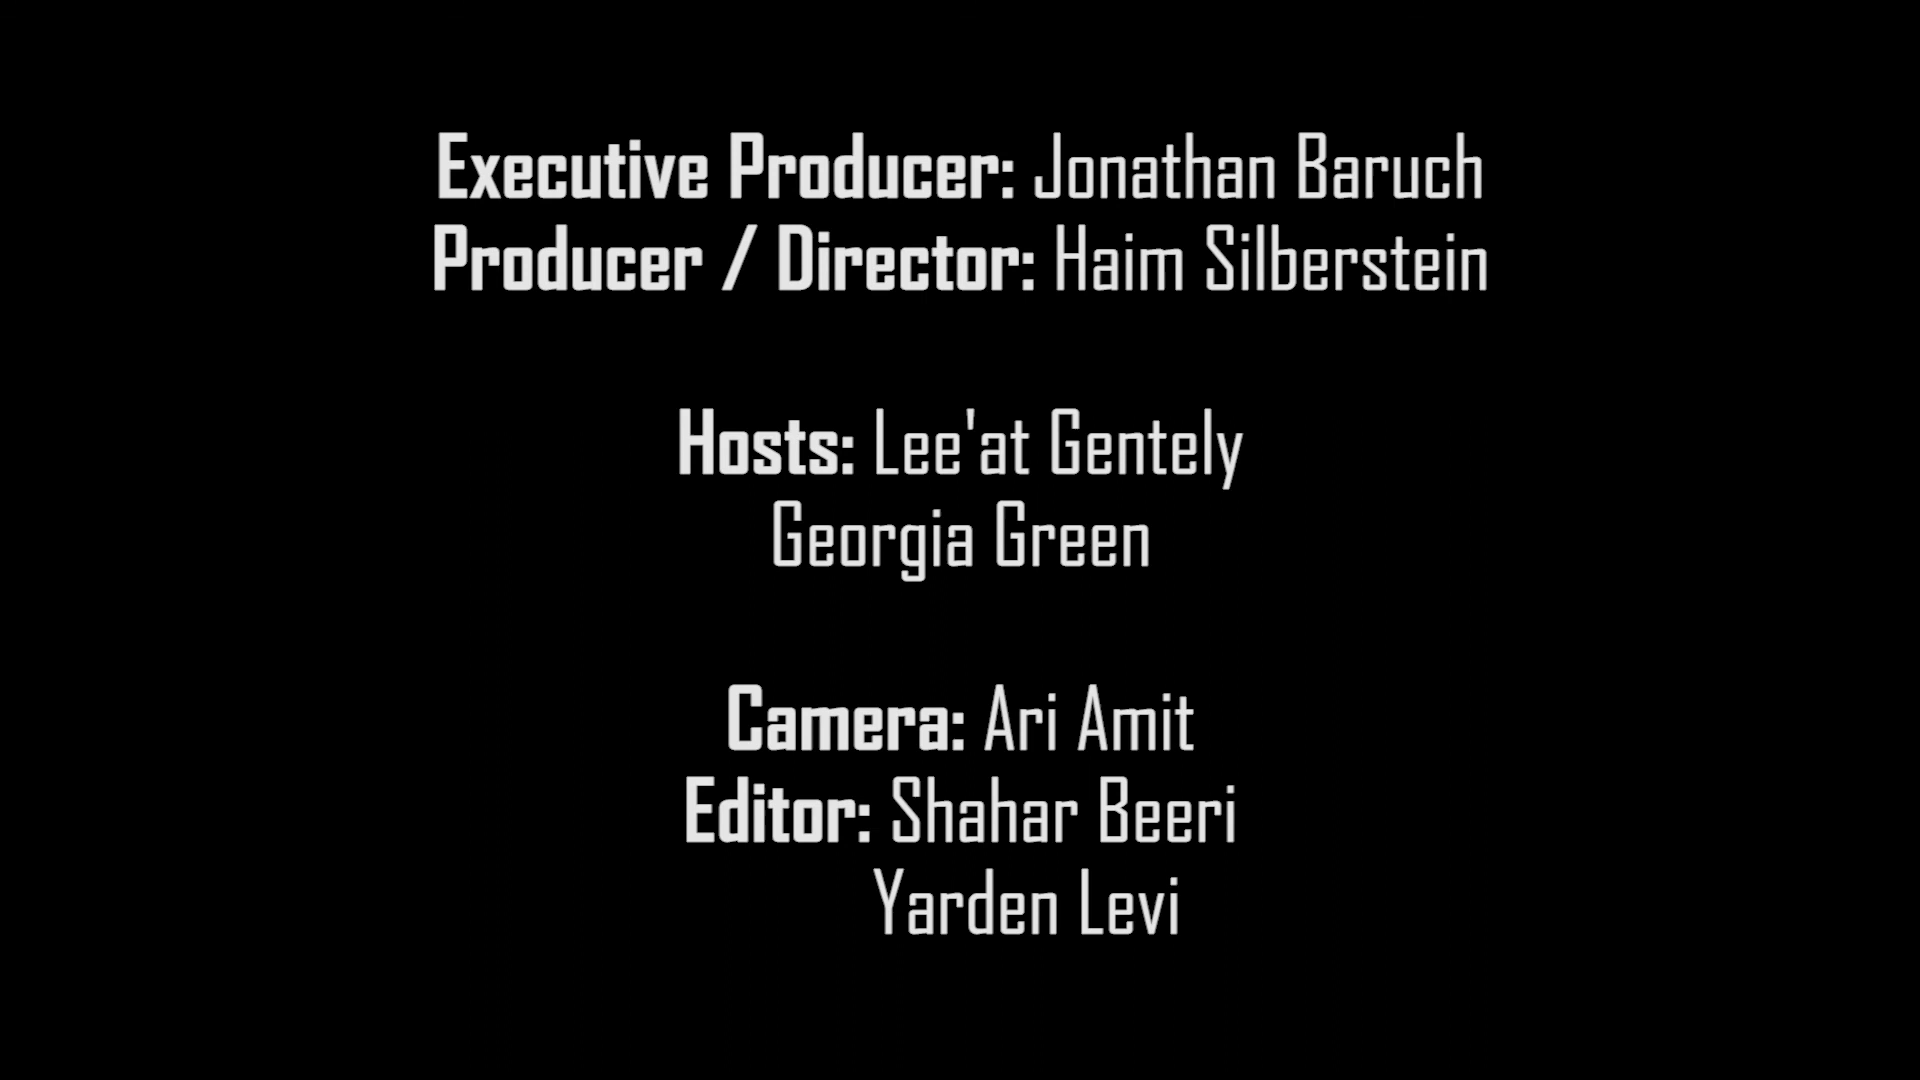 Executive Producer: Jonathan Baruch
Producer / Director: Haim Silberstein
Hosts: Lee'at Gentely
Georgia Green
Camera: Ari Amit
Editor: Shahar Beeri
Yarden Levi